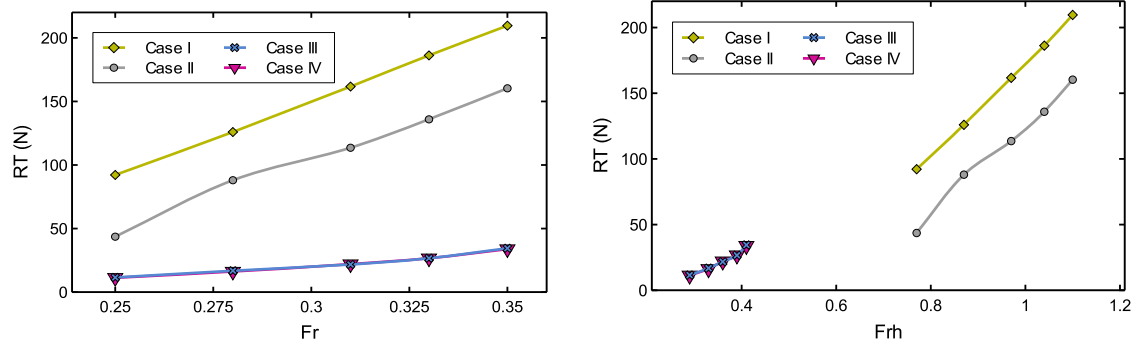 200
150
100
50
0
RT (N)
Case I
Case III
Case II
Case IV
0.25 0.275 0.3 0.325 0.35
Fr
200
150
100
50
0
RT (N)
Case I
Case III
Case II
Case IV
0.4 0.6 0.8 1 1.2
Frh